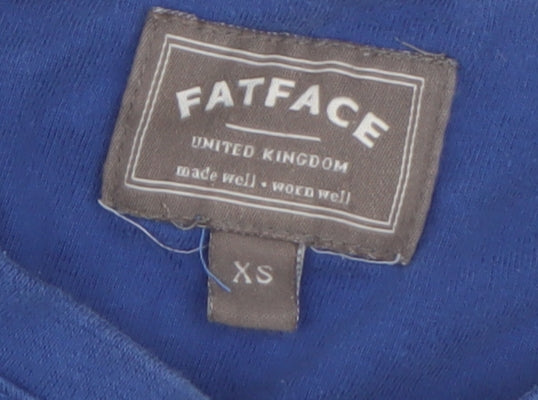 FATFACE
UNITED KINGDOM
made well • worn well
XS